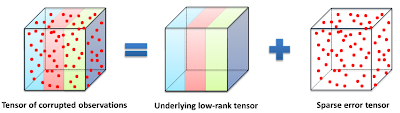 Tensor of corrupted observations
Underlying low-rank tensor
Sparse error tensor